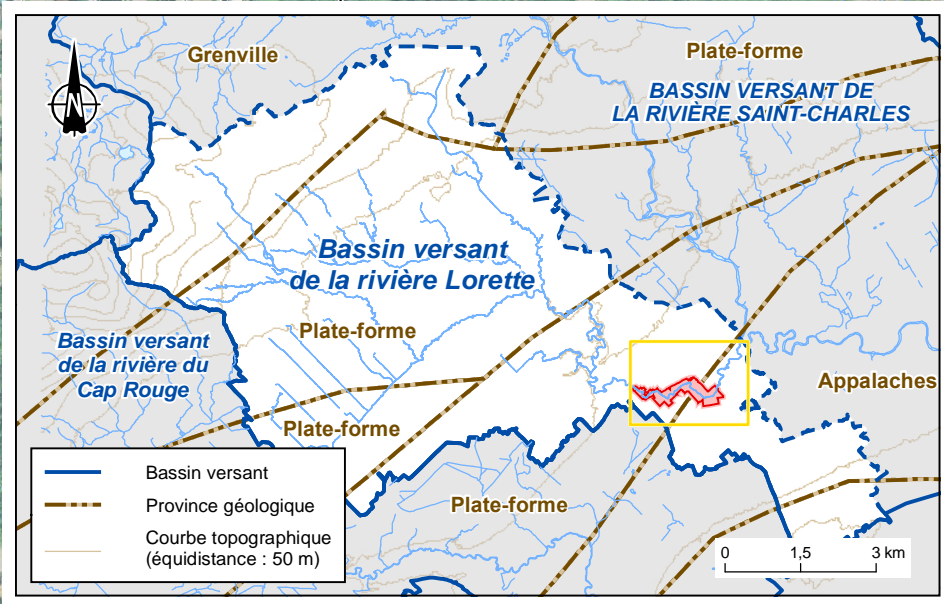 Grenville
Plate-forme
BASSIN VERSANT DE
LA RIVIÈRE SAINT-CHARLES
N
Bassin versant
de la rivière Lorette
Plate-forme
Bassin versant
de la rivière du
Cap Rouge
Appalaches
Plate-forme
Plate-forme
Bassin versant
Province géologique
Courbe topographique
(équidistance : 50 m)
0 1,5 3 km